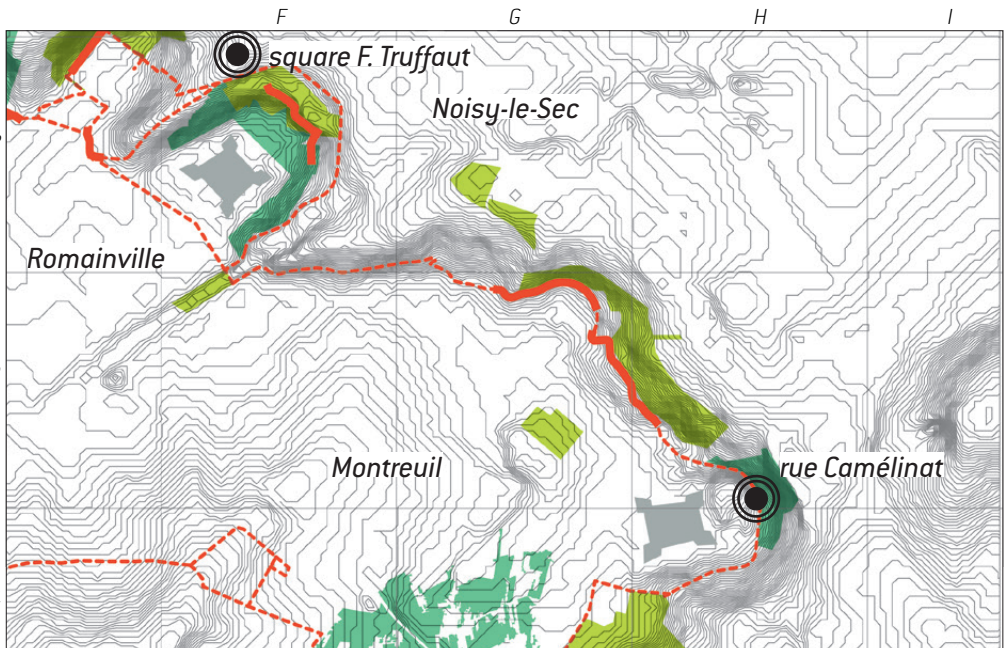 F G H I
square F. Truffaut
Noisy-le-Sec
Romainville
Montreuil
rue Camélinat